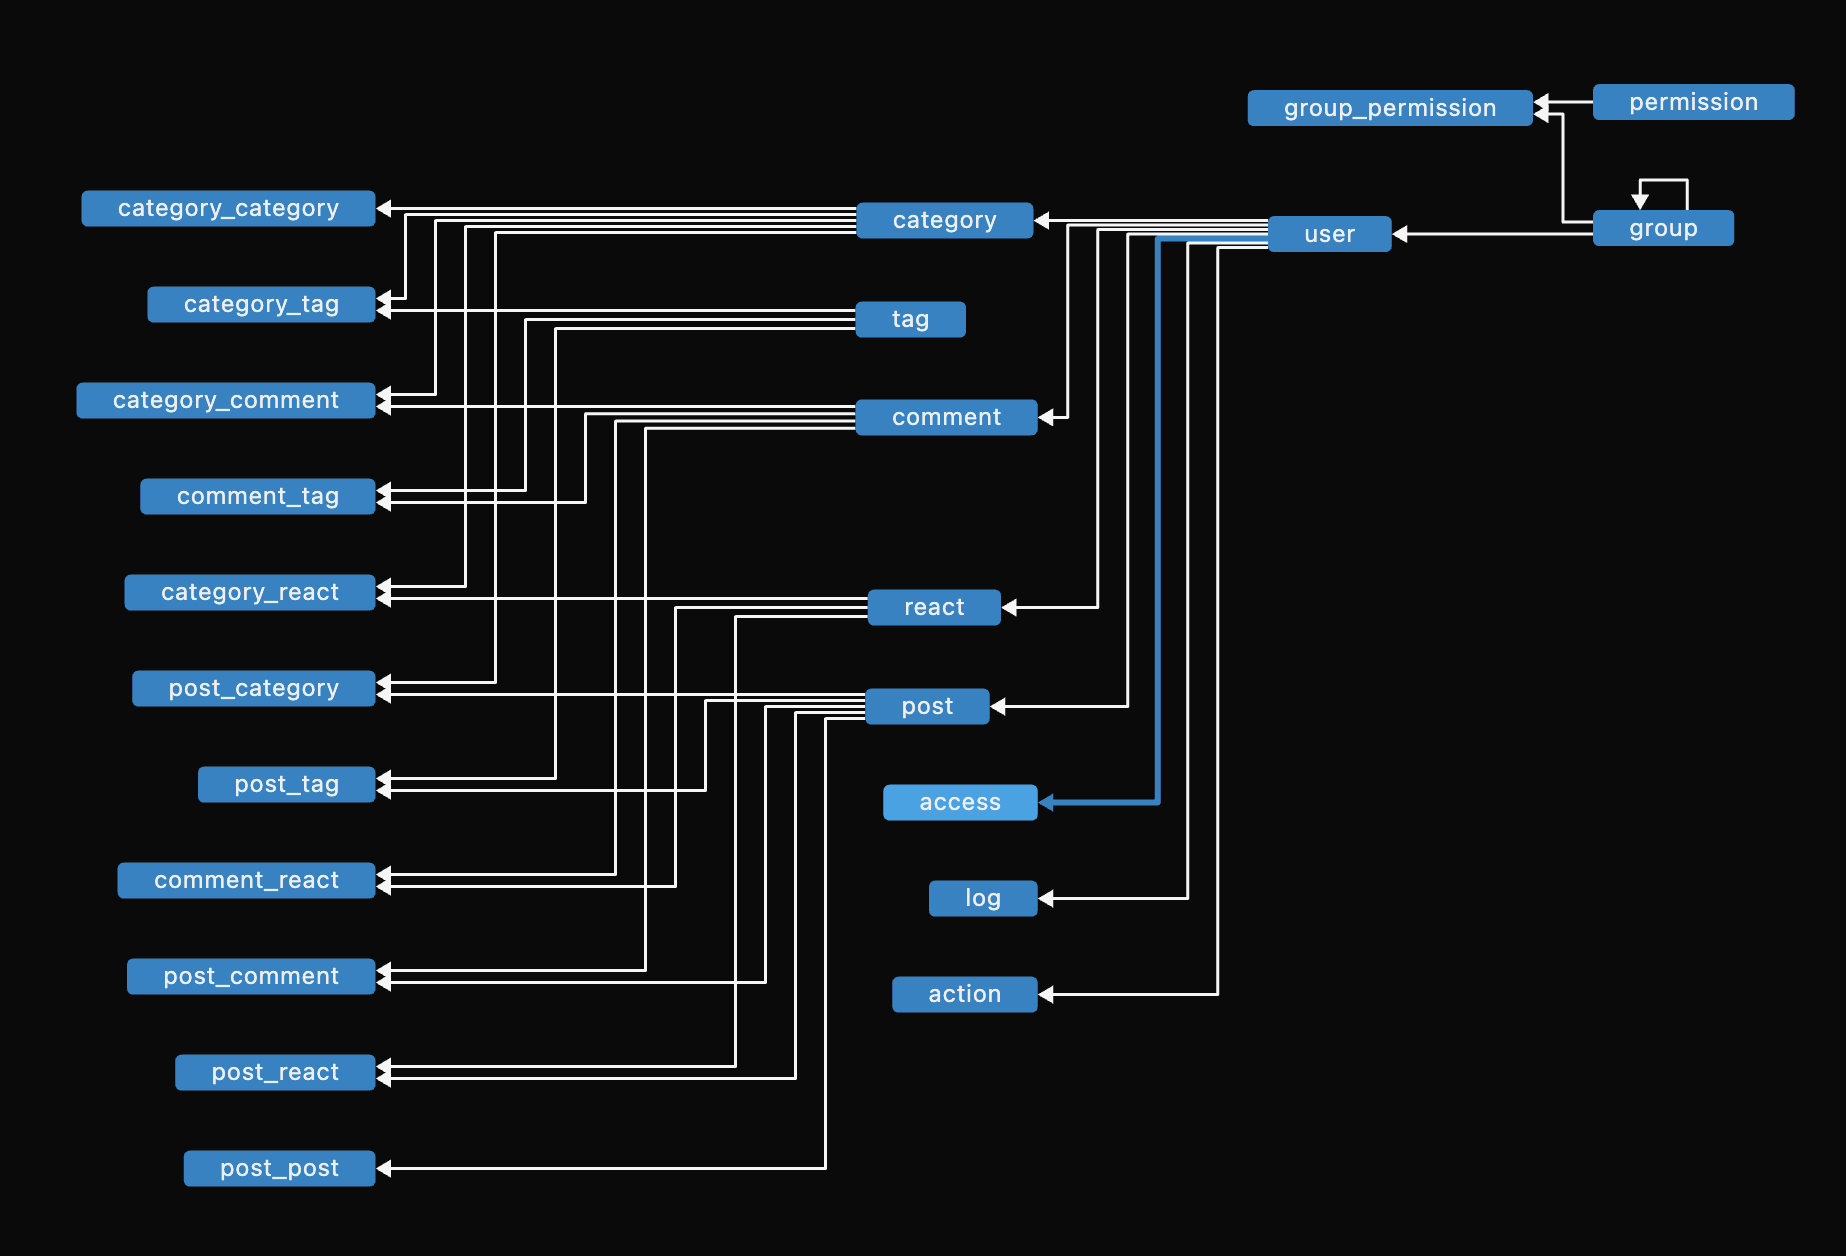 group_permission
permission
category_category
category
user
group
category_tag
tag
category_comment
comment
comment_tag
category_react
react
post_category
post
post_tag
access
comment_react
log
post_comment
action
post_react
post_post